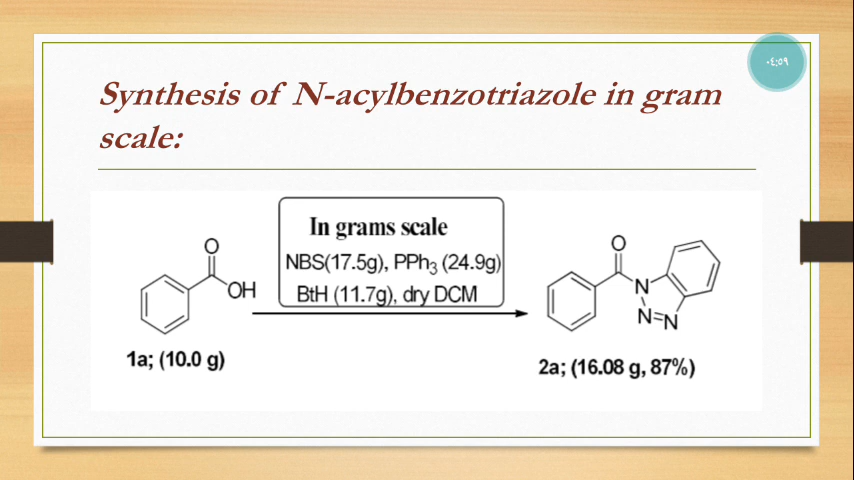 ٠٤:٥٩
Synthesis of N-acylbenzotriazole in gram
scale:
In grams scale
NBS(17.5g), PPh₃ (24.9g)
BtH (11.7g), dry DCM
O
OH
1a; (10.0 g)
O
N
N=N
2a; (16.08 g, 87%)